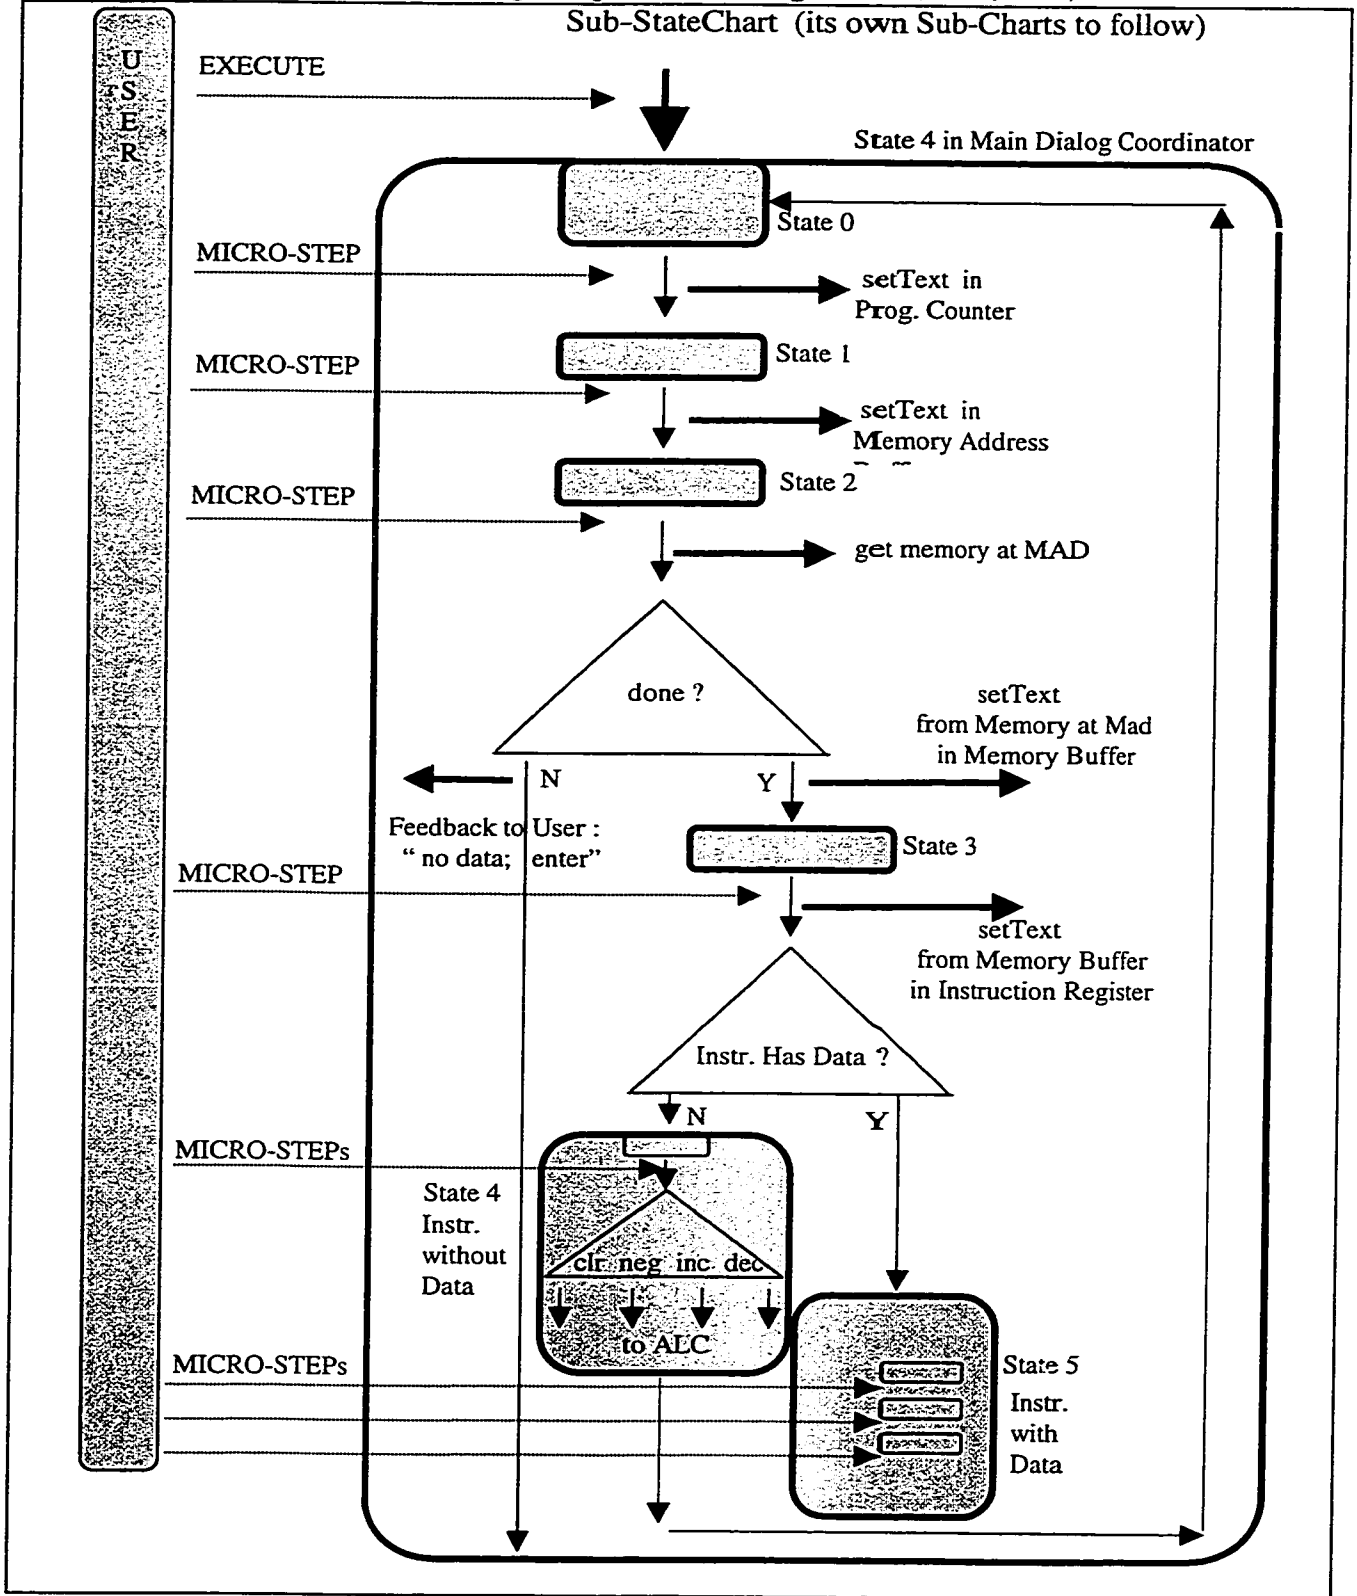 Sub-StateChart (its own Sub-Charts to follow)
USER
EXECUTE
State 4 in Main Dialog Coordinator
State 0
MICRO-STEP
setText in
Prog. Counter
State 1
MICRO-STEP
setText in
Memory Address
State 2
MICRO-STEP
get memory at MAD
done ?
setText
from Memory at Mad
in Memory Buffer
N
Y
Feedback to User :
“ no data; enter”
State 3
MICRO-STEP
setText
from Memory Buffer
in Instruction Register
Instr. Has Data ?
N
Y
MICRO-STEPs
State 4
Instr.
without
Data
clr neg inc dec
to ALC
MICRO-STEPs
State 5
Instr.
with
Data